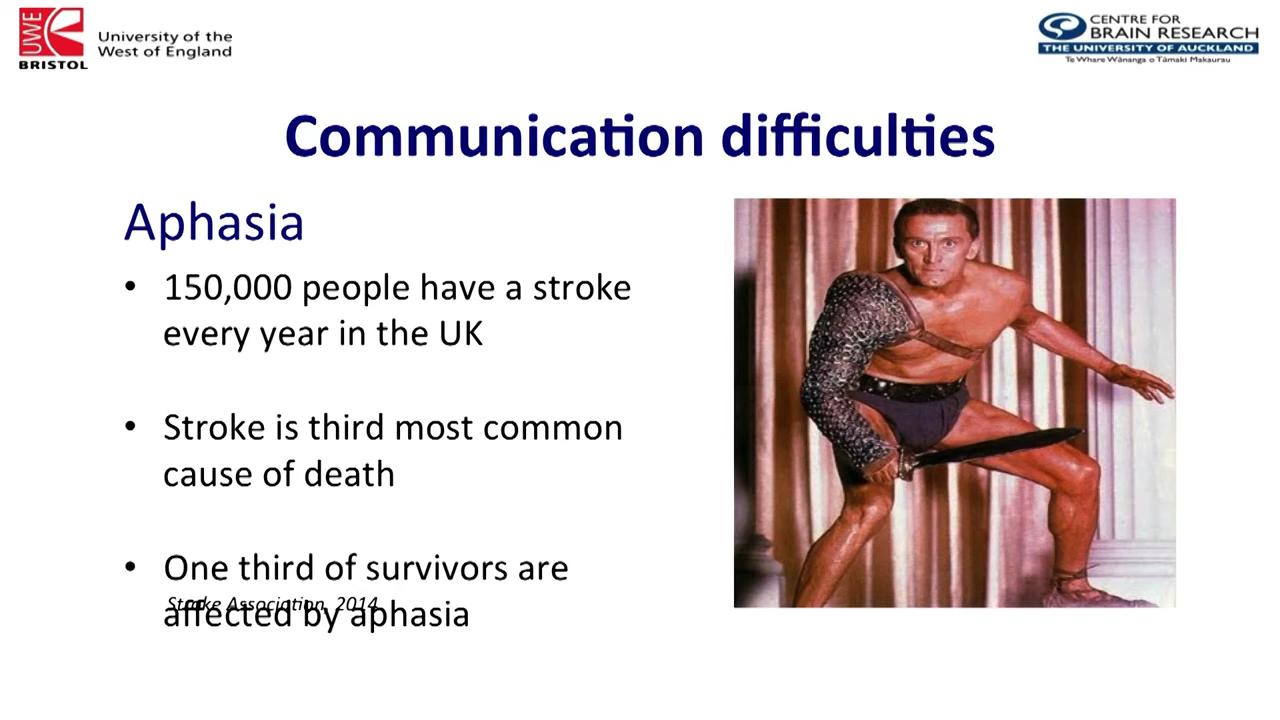 UWE
BRISTOL
University of the
West of England
CENTRE FOR
BRAIN RESEARCH
THE UNIVERSITY OF AUCKLAND
Te Whare Wānanga o Tāmaki Makaurau
Communication difficulties
Aphasia
• 150,000 people have a stroke
every year in the UK
• Stroke is third most common
cause of death
• One third of survivors are
affected by aphasia
Stroke Association, 2014